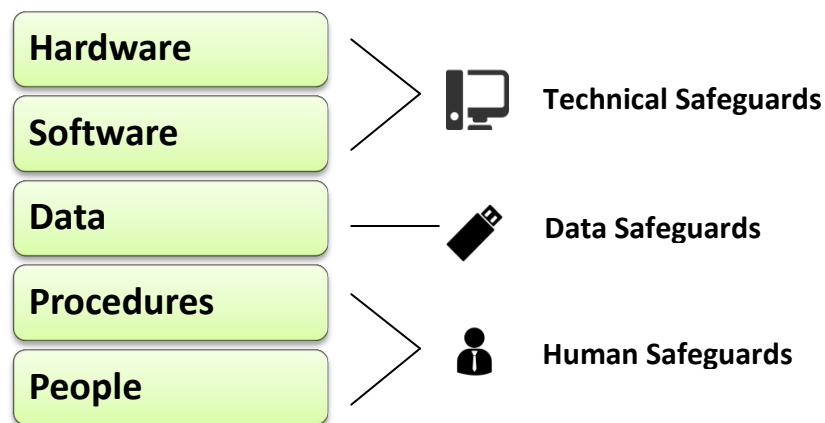 Hardware
Software
Data
Procedures
People
Technical Safeguards
Data Safeguards
Human Safeguards